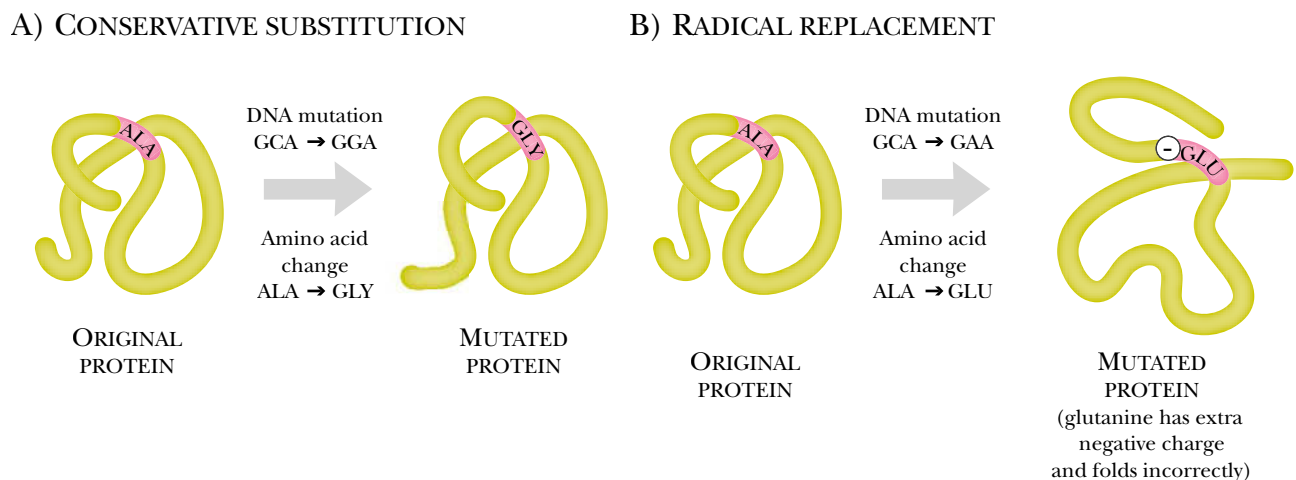 A) CONSERVATIVE SUBSTITUTION
ALA
DNA mutation
GCA → GGA
Amino acid
change
ALA → GLY
GLY
ORIGINAL
PROTEIN
MUTATED
PROTEIN
B) RADICAL REPLACEMENT
ALA
DNA mutation
GCA → GAA
Amino acid
change
ALA → GLU
-
GLU
ORIGINAL
PROTEIN
MUTATED
PROTEIN
(glutanine has extra
negative charge
and folds incorrectly)